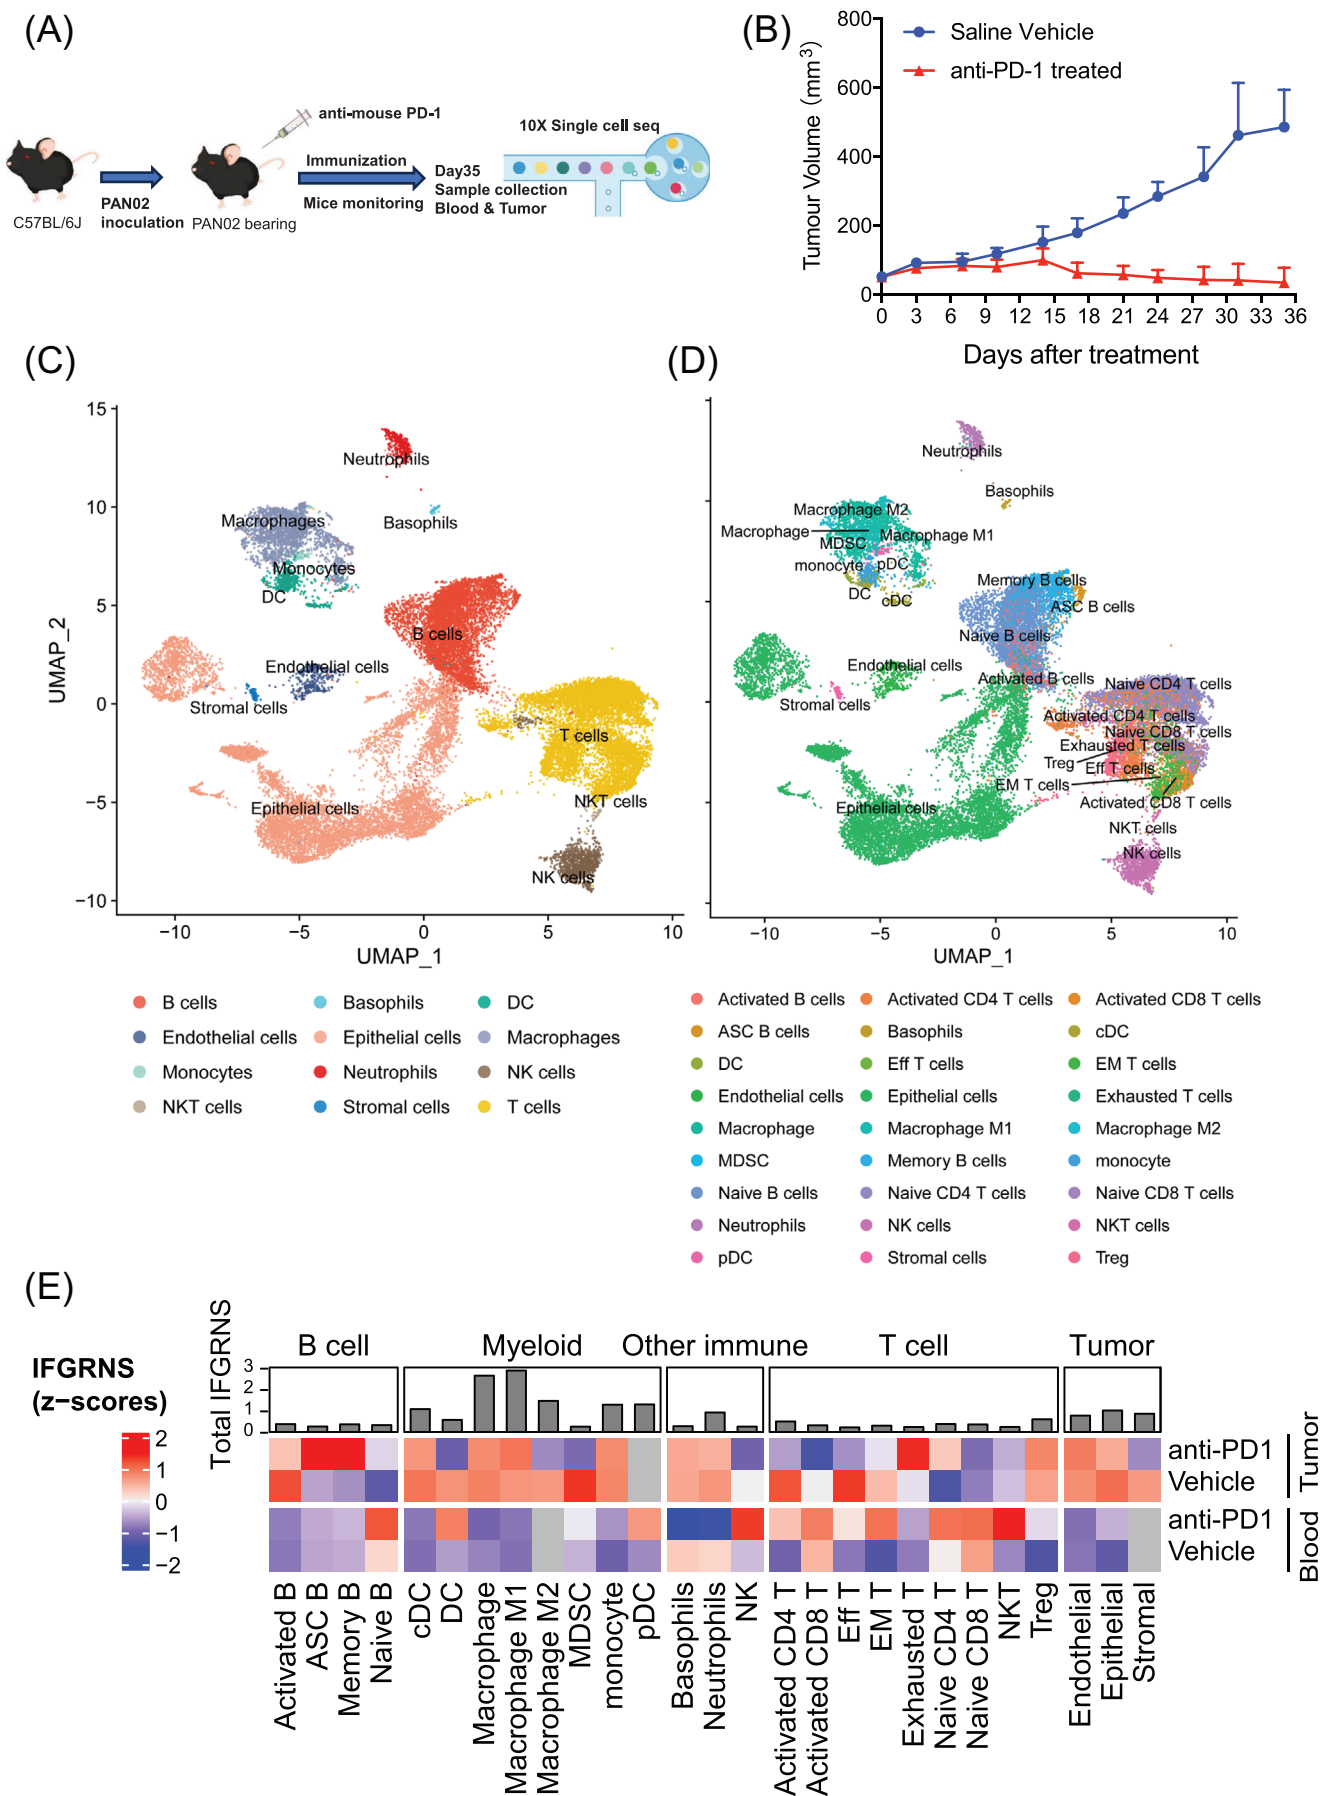 (A)
anti-mouse PD-1
10X Single cell seq
Immunization
Mice monitoring
PAN02
inoculation
Day35
Sample collection
Blood & Tumor
C57BL/6J
PAN02 bearing
(B)
Saline Vehicle
anti-PD-1 treated
Tumour Volume (mm3)
800
600
400
200
0
0 3 6 9 12 15 18 21 24 27 30 33 36
Days after treatment
(C)
UMAP_2
15
10
5
0
−5
−10
Neutrophils
Macrophages
Basophils
Monocytes
DC
B cells
Endothelial cells
Stromal cells
T cells
Epithelial cells
NKT cells
NK cells
−10 −5 0 5 10
UMAP_1
B cells Basophils DC
Endothelial cells Epithelial cells Macrophages
Monocytes Neutrophils NK cells
NKT cells Stromal cells T cells
(D)
Neutrophils
Basophils
Macrophage M2
Macrophage
Macrophage M1
MDSC
monocyte
pDC
DC
cDC
Memory B cells
ASC B cells
Naive B cells
Endothelial cells
Activated B cells
Naive CD4 T cells
Stromal cells
Activated CD4 T cells
Naive CD8 T cells
Exhausted T cells
Treg
Eff T cells
EM T cells
Activated CD8 T cells
Epithelial cells
NKT cells
NK cells
−10 −5 0 5 10
UMAP_1
Activated B cells Activated CD4 T cells Activated CD8 T cells
ASC B cells Basophils cDC
DC Eff T cells EM T cells
Endothelial cells Epithelial cells Exhausted T cells
Macrophage Macrophage M1 Macrophage M2
MDSC Memory B cells monocyte
Naive B cells Naive CD4 T cells Naive CD8 T cells
Neutrophils NK cells NKT cells
pDC Stromal cells Treg
(E)
IFGRNS
(z−scores)
2
1
0
−1
−2
Total IFGRNS
3
2
1
0
B cell Myeloid Other immune T cell Tumor
anti-PD1
Vehicle
Tumor
anti-PD1
Vehicle
Blood
Activated B
ASC B
Memory B
Naive B
cDC
DC
Macrophage
Macrophage M1
Macrophage M2
MDSC
monocyte
pDC
Basophils
Neutrophils
NK
Activated CD4 T
Activated CD8 T
Eff T
EM T
Exhausted T
Naive CD4 T
Naive CD8 T
NKT
Treg
Endothelial
Epithelial
Stromal